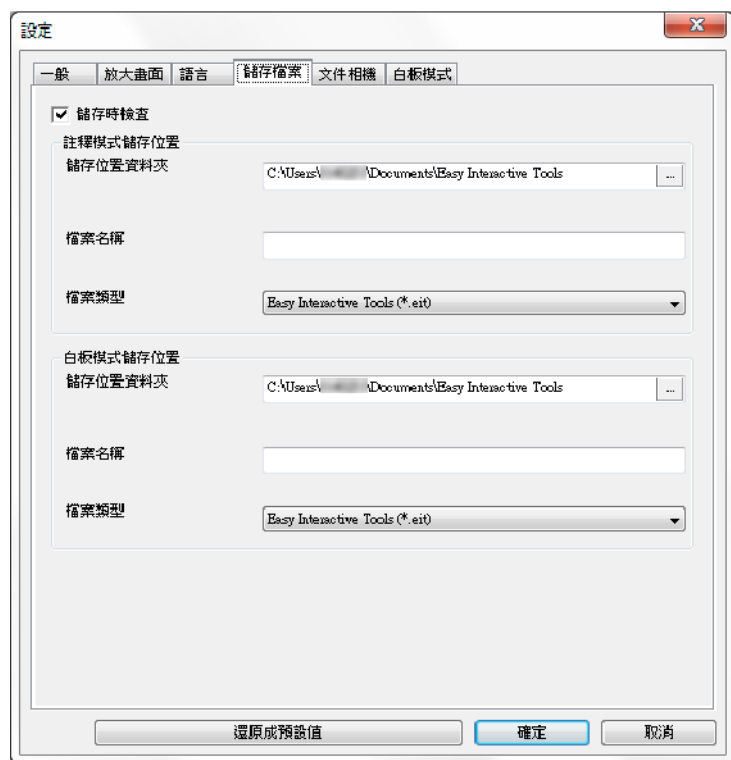 設定
一般 放大畫面 語言 儲存檔案 文件相機 白板模式
儲存時檢查
註釋模式儲存位置
儲存位置資料夾 C:\Users\ \Documents\Easy Interactive Tools ...
檔案名稱
檔案類型 Easy Interactive Tools (*.eit)
白板模式儲存位置
儲存位置資料夾 C:\Users\ \Documents\Easy Interactive Tools ...
檔案名稱
檔案類型 Easy Interactive Tools (*.eit)
還原成預設值 確定 取消